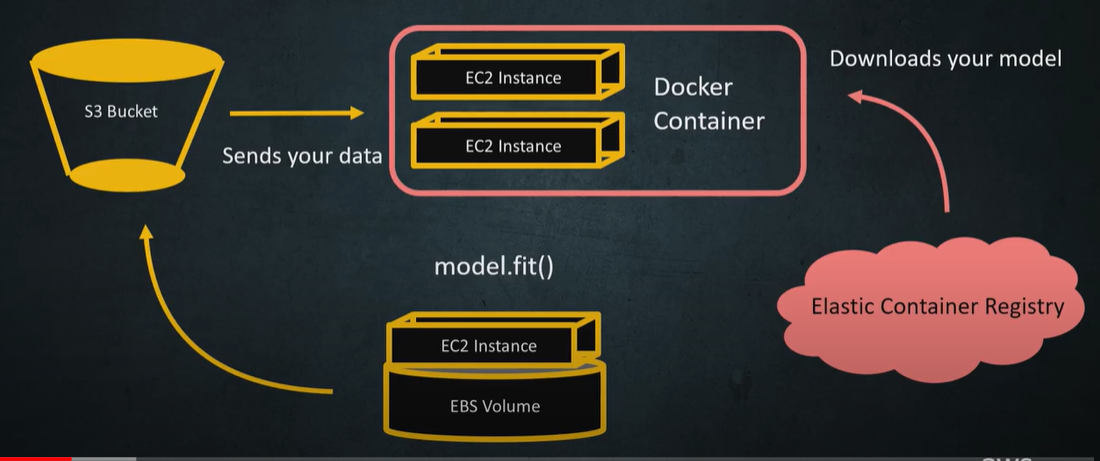 S3 Bucket
Sends your data
EC2 Instance
EC2 Instance
Docker
Container
Downloads your model
Elastic Container Registry
model.fit()
EC2 Instance
EBS Volume